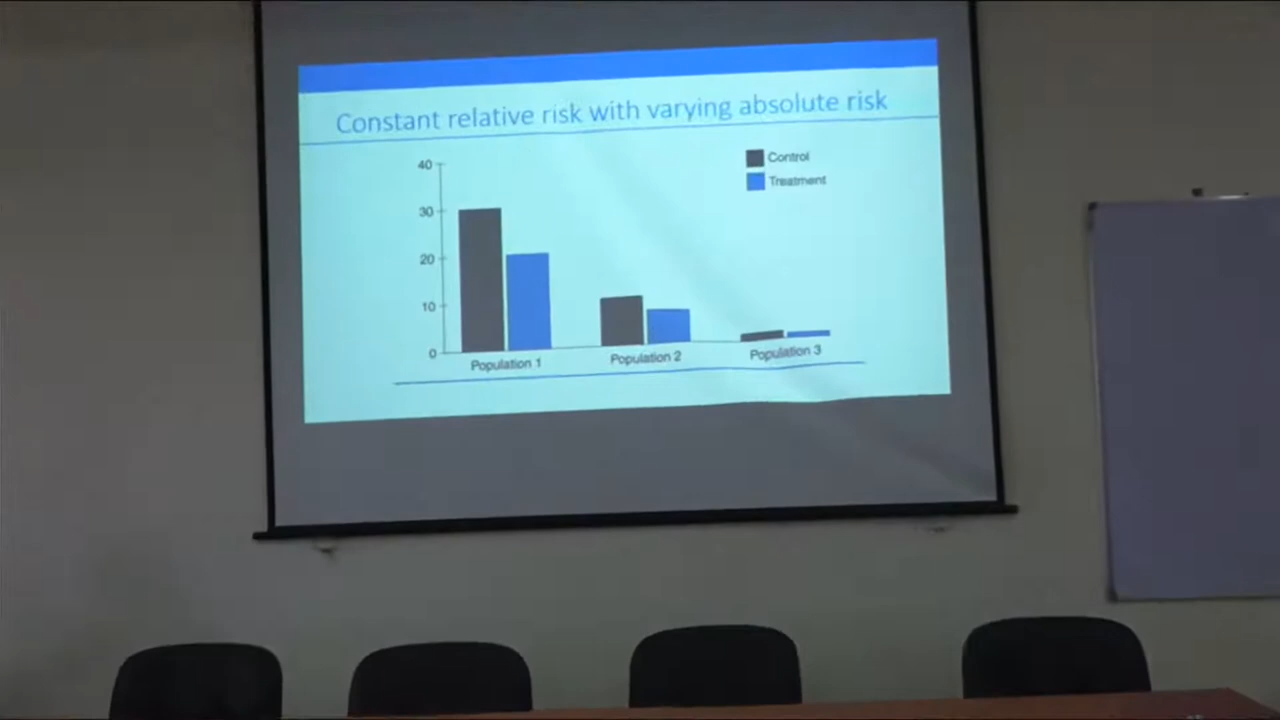 Constant relative risk with varying absolute risk
40
30
20
10
0
Control
Treatment
Population 1
Population 2
Population 3